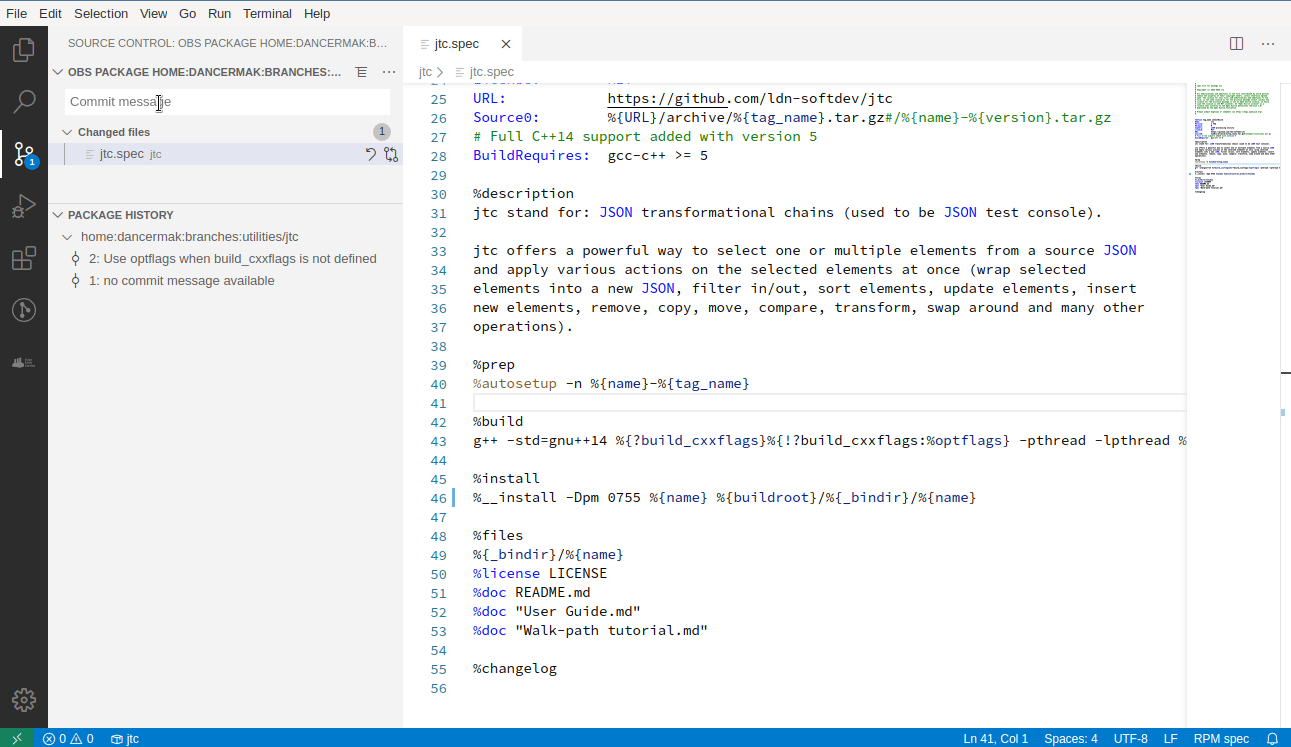 File Edit Selection View Go Run Terminal Help
SOURCE CONTROL: OBS PACKAGE HOME:DANCERMAK:B...
OBS PACKAGE HOME:DANCERMAK:BRANCHES:...
Commit message
Changed files 1
jtc.spec jtc
1
PACKAGE HISTORY
home:dancermak:branches:utilities/jtc
2: Use optflags when build_cxxflags is not defined
1: no commit message available
jtc.spec
jtc jtc.spec
25 URL: https://github.com/ldn-softdev/jtc
26 Source0: %{URL}/archive/%{tag_name}.tar.gz#/%{name}-%{version}.tar.gz
27 # Full C++14 support added with version 5
28 BuildRequires: gcc-c++ >= 5
29
30 %description
31 jtc stand for: JSON transformational chains (used to be JSON test console).
32
33 jtc offers a powerful way to select one or multiple elements from a source JSON
34 and apply various actions on the selected elements at once (wrap selected
35 elements into a new JSON, filter in/out, sort elements, update elements, insert
36 new elements, remove, copy, move, compare, transform, swap around and many other
37 operations).
38
39 %prep
40 %autosetup -n %{name}-%{tag_name}
41
42 %build
43 g++ -std=gnu++14 %{?build_cxxflags}%{!?build_cxxflags:%optflags} -pthread -lpthread %
44
45 %install
46 %__install -Dpm 0755 %{name} %{buildroot}/%{_bindir}/%{name}
47
48 %files
49 %{_bindir}/%{name}
50 %license LICENSE
51 %doc README.md
52 %doc "User Guide.md"
53 %doc "Walk-path tutorial.md"
54
55 %changelog
56
0 0 jtc Ln 41, Col 1 Spaces: 4 UTF-8 LF RPM spec